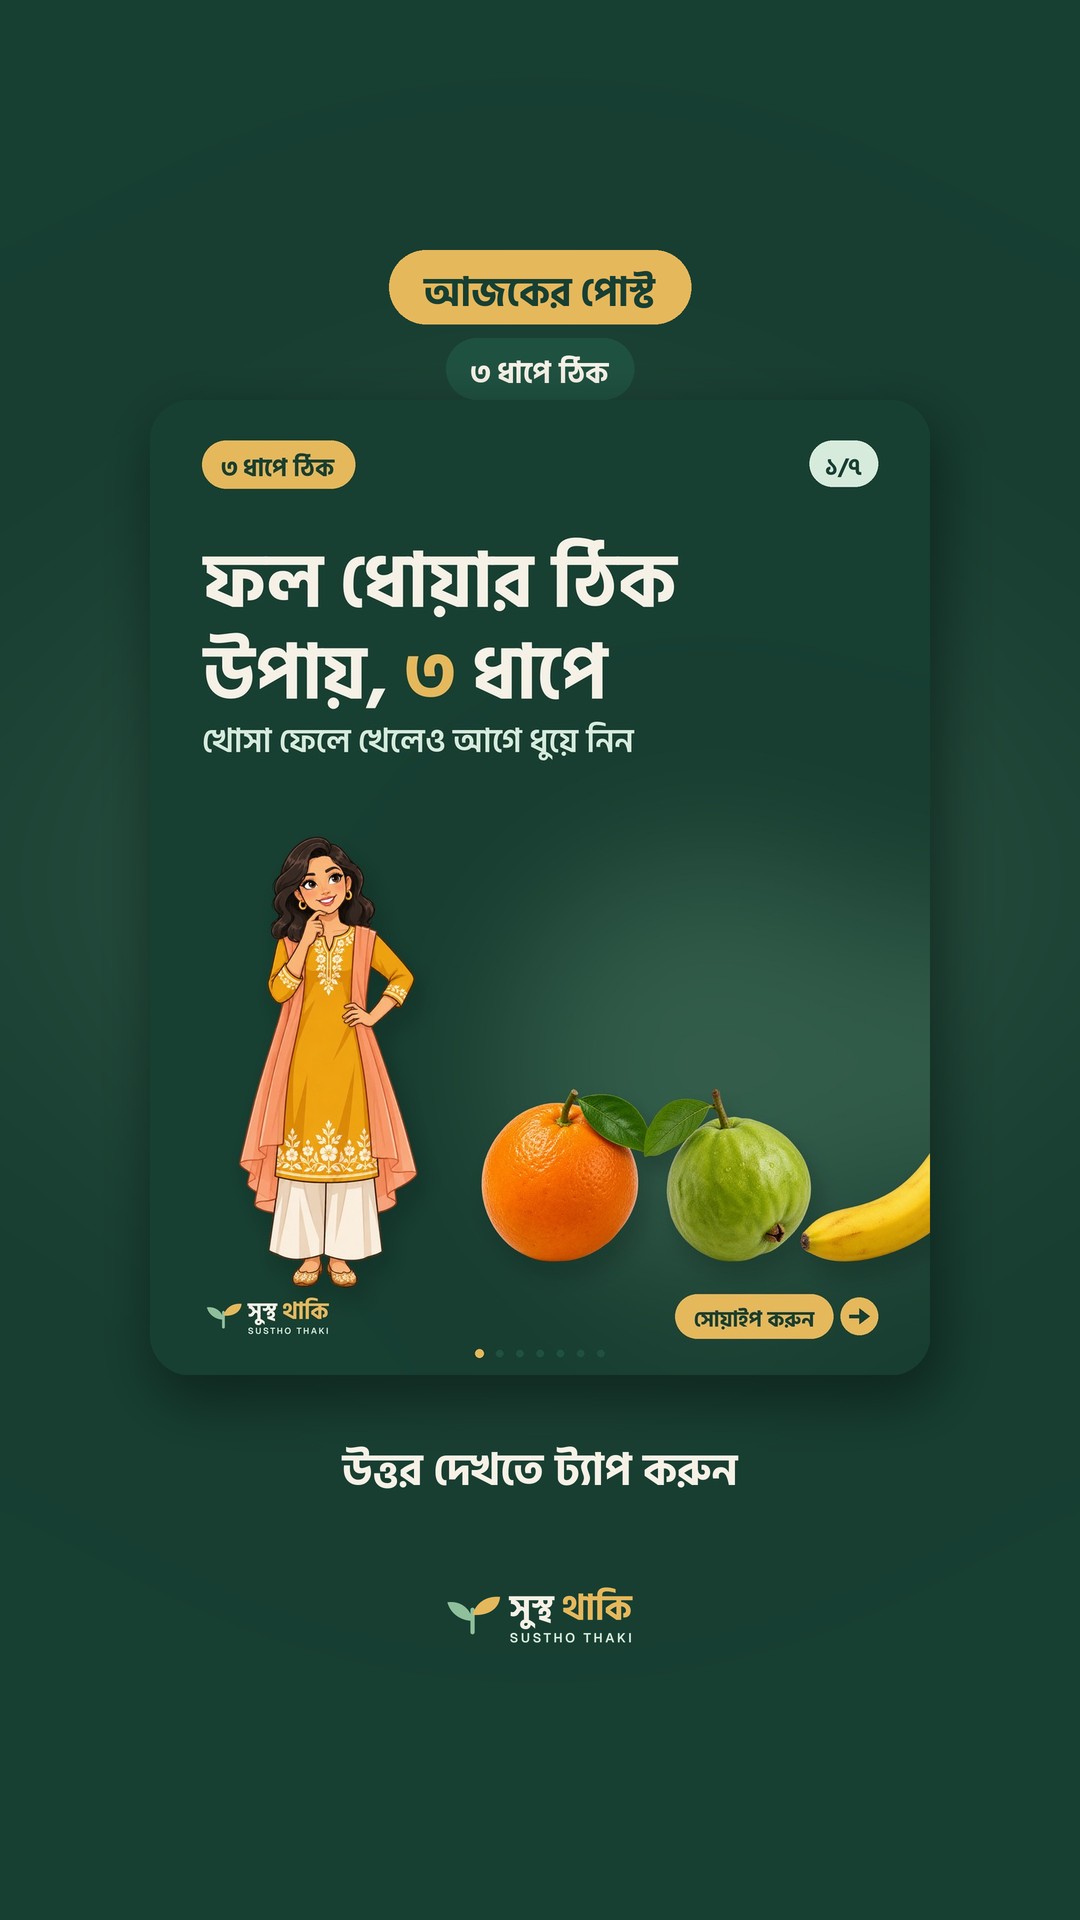 আজকের পোস্ট
৩ ধাপে ঠিক
৩ ধাপে ঠিক
১/৭
ফল ধোয়ার ঠিক
উপায়, ৩ ধাপে
খোসা ফেলে খেলেও আগে ধুয়ে নিন
সুস্থ থাকি
SUSTHO THAKI
সোয়াইপ করুন
উত্তর দেখতে ট্যাপ করুন
সুস্থ থাকি
SUSTHO THAKI